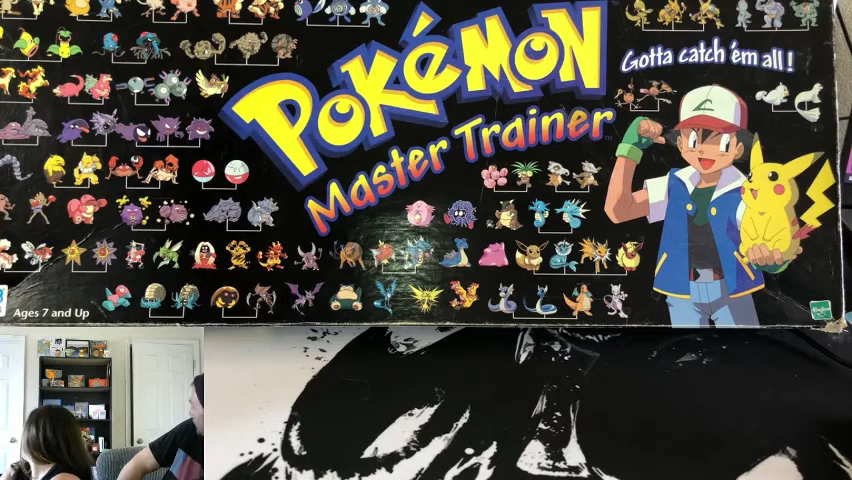 POKéMON
Gotta catch 'em all!
Master Trainer
Ages 7 and Up